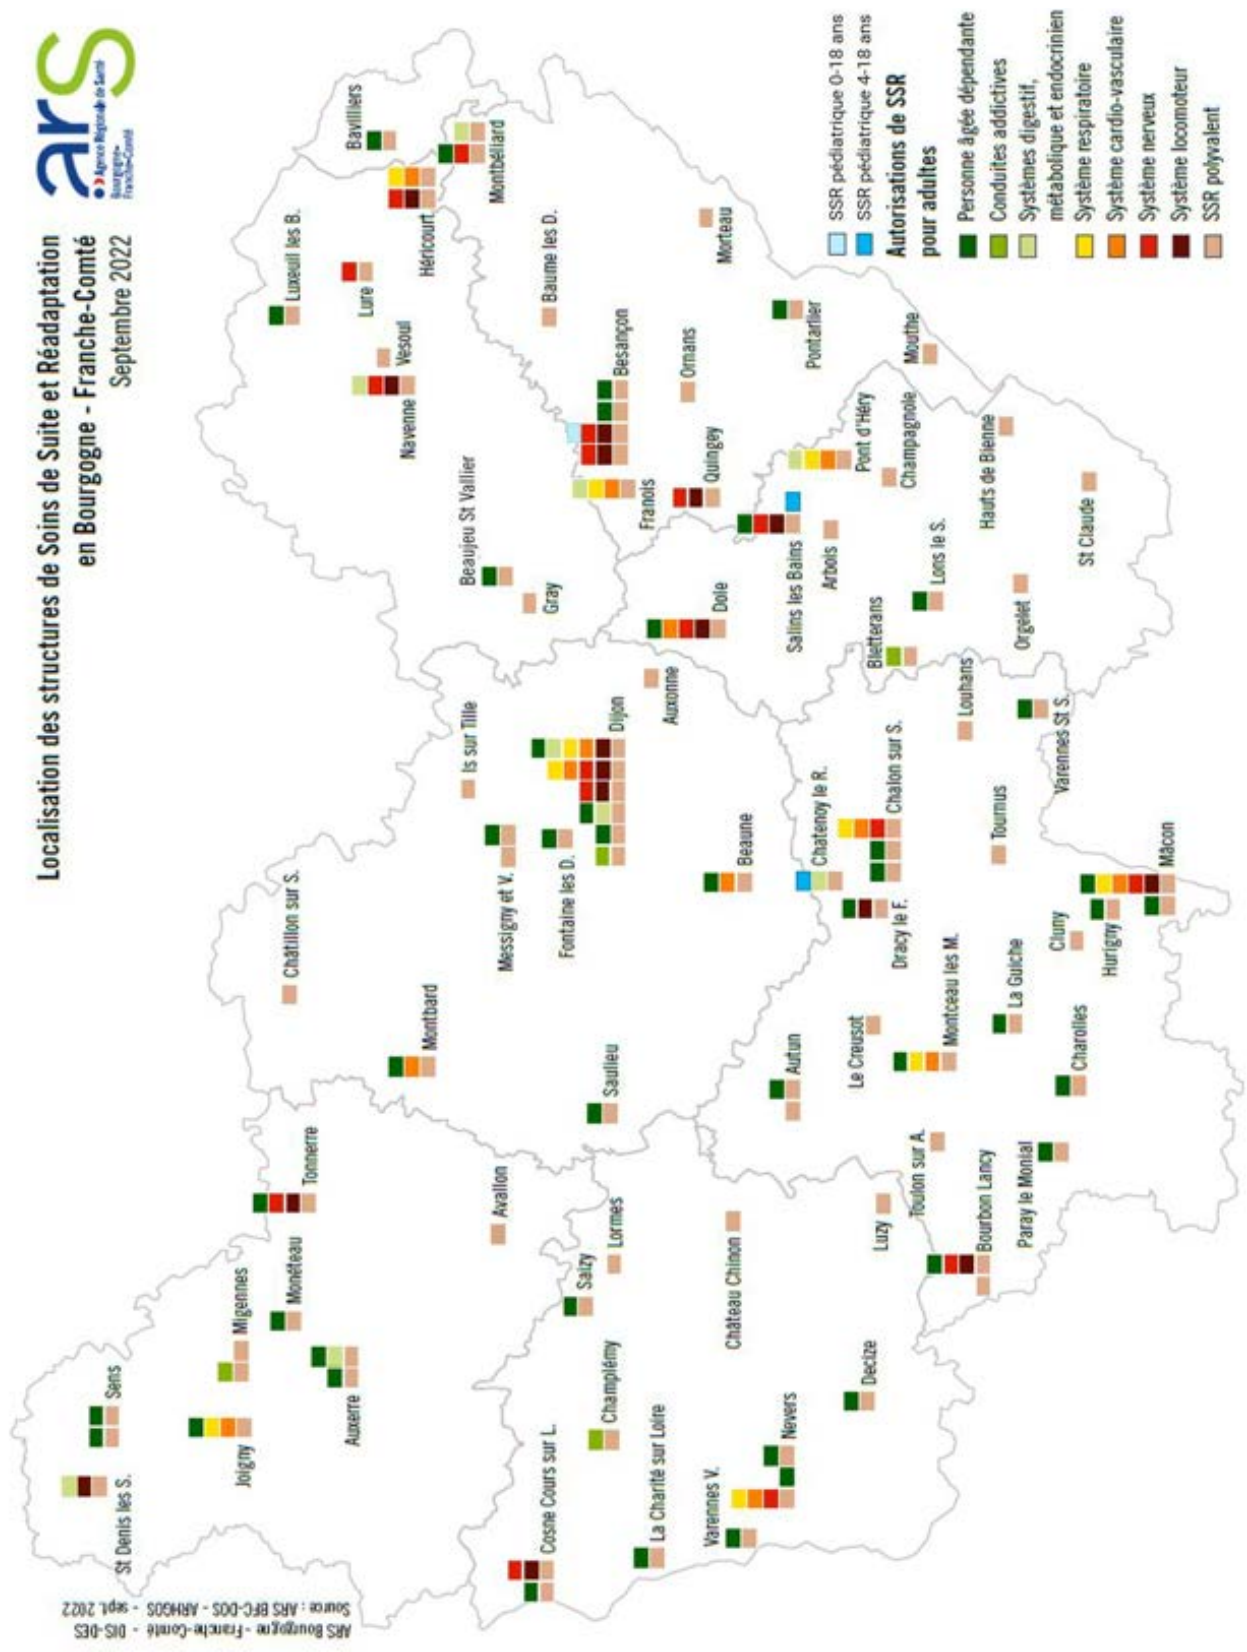 Localisation des structures de Soins de Suite et Réadaptation
en Bourgogne - Franche-Comté
Septembre 2022
ars
Agence Régionale de Santé
Bourgogne-
Franche-Comté
St Denis les S.
Sens
Joigny
Migennes
Monéteau
Auxerre
Tonnerre
Avallon
Châtillon sur S.
Montbard
Is sur Tille
Messigny et V.
Fontaine les D.
Dijon
Auxonne
Saulieu
Beaune
Luxeuil les B.
Lure
Vesoul
Navenne
Héricourt
Beaujeu St Vallier
Gray
Bavilliers
Montbéliard
Baume les D.
Besançon
Franois
Ornans
Quingey
Morteau
Pontarlier
Mouthe
Dole
Salins les Bains
Arbois
Pont d'Héry
Champagnole
Bletterans
Lons le S.
Hauts de Bienne
Orgelet
St Claude
Cosne Cours sur L.
Champlémy
La Charité sur Loire
Varennes V.
Nevers
Saizy
Lormes
Château Chinon
Decize
Luzy
Autun
Le Creusot
Montceau les M.
Toulon sur A.
Bourbon Lancy
Paray le Monial
Charolles
La Guiche
Chatenoy le R.
Chalon sur S.
Dracy le F.
Louhans
Tournus
Varennes St S.
Cluny
Hurigny
Mâcon
SSR pédiatrique 0-18 ans
SSR pédiatrique 4-18 ans
Autorisations de SSR
pour adultes
Personne âgée dépendante
Conduites addictives
Systèmes digestif,
métabolique et endocrinien
Système respiratoire
Système cardio-vasculaire
Système nerveux
Système locomoteur
SSR polyvalent
ARS Bourgogne - Franche-Comté - DIS-DES
Source : ARS BFC-DOS - ARHGOS - sept. 2022